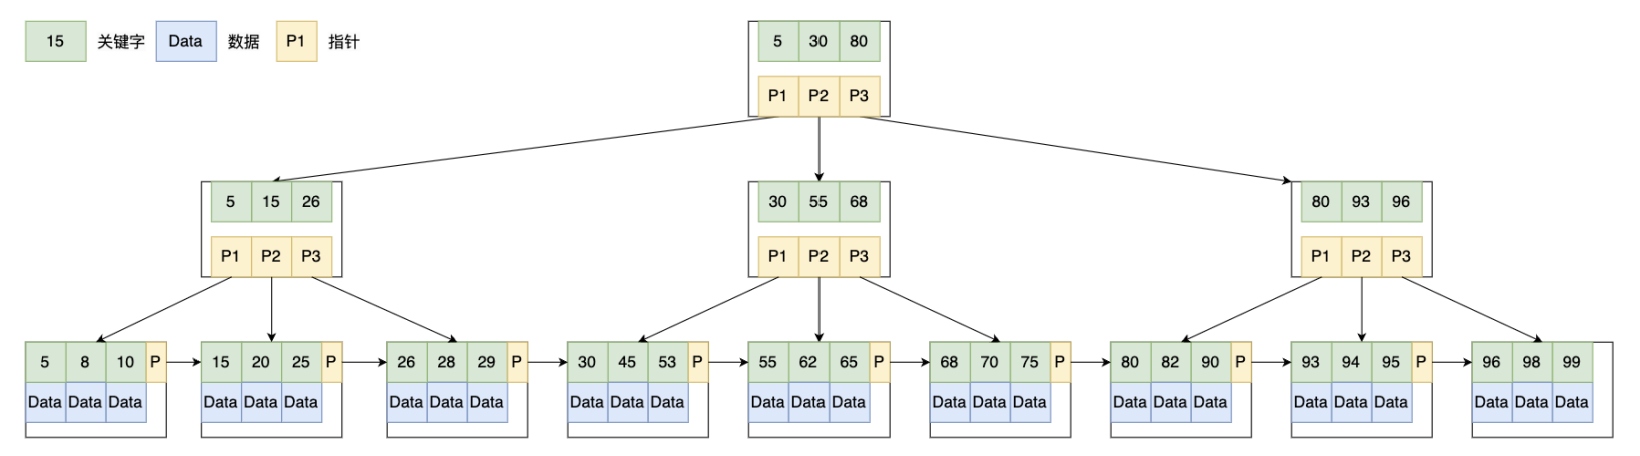 15 关键字 Data 数据 P1 指针
5 30 80
P1 P2 P3
5 15 26
P1 P2 P3
30 55 68
P1 P2 P3
80 93 96
P1 P2 P3
5 8 10 P
Data Data Data
15 20 25 P
Data Data Data
26 28 29 P
Data Data Data
30 45 53 P
Data Data Data
55 62 65 P
Data Data Data
68 70 75 P
Data Data Data
80 82 90 P
Data Data Data
93 94 95 P
Data Data Data
96 98 99
Data Data Data